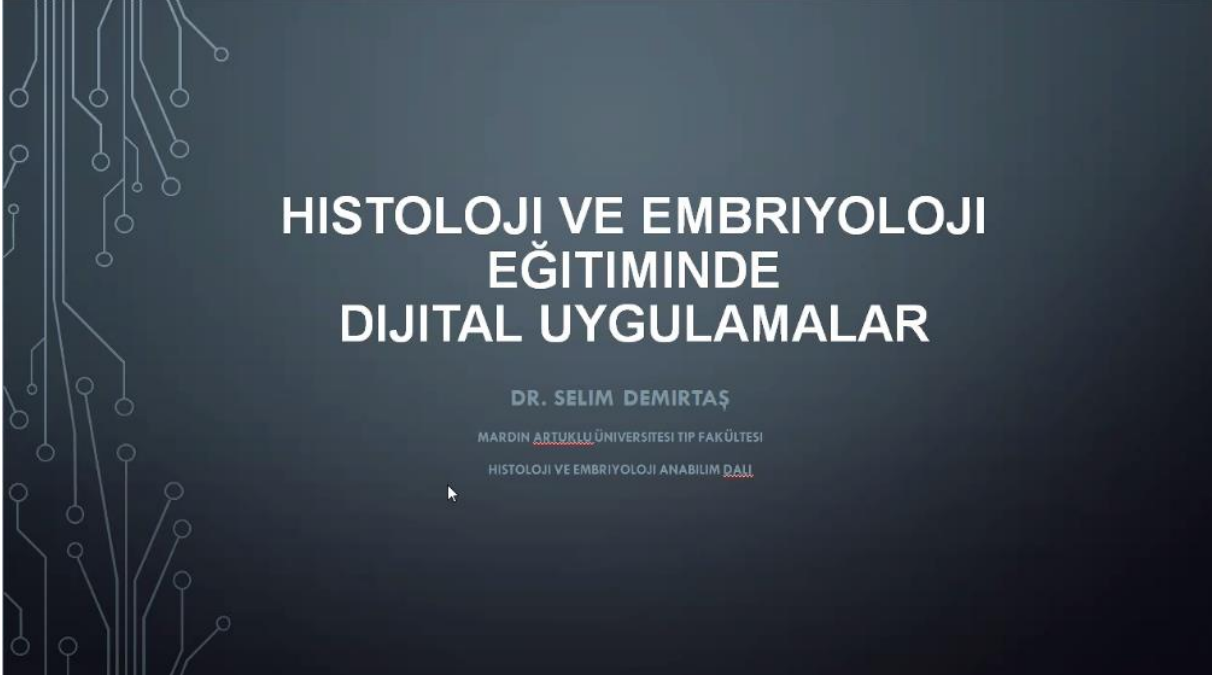 HISTOLOJI VE EMBRIYOLOJI
EĞITIMINDE
DIJITAL UYGULAMALAR
DR. SELIM DEMIRTAŞ
MARDIN ARTUKLU ÜNIVERSITESI TIP FAKÜLTESI
HISTOLOJI VE EMBRIYOLOJI ANABILIM DALI